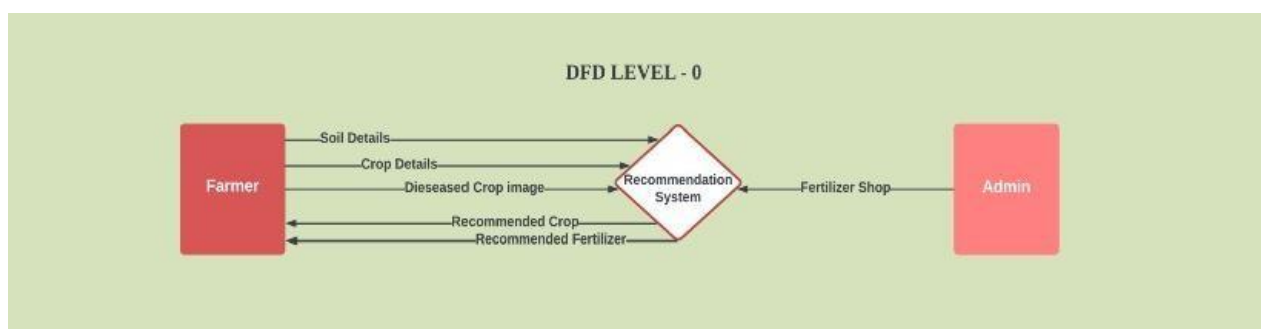 DFD LEVEL - 0
Soil Details
Crop Details
Farmer
Dieseased Crop image
Recommendation
System
Fertilizer Shop
Admin
Recommended Crop
Recommended Fertilizer